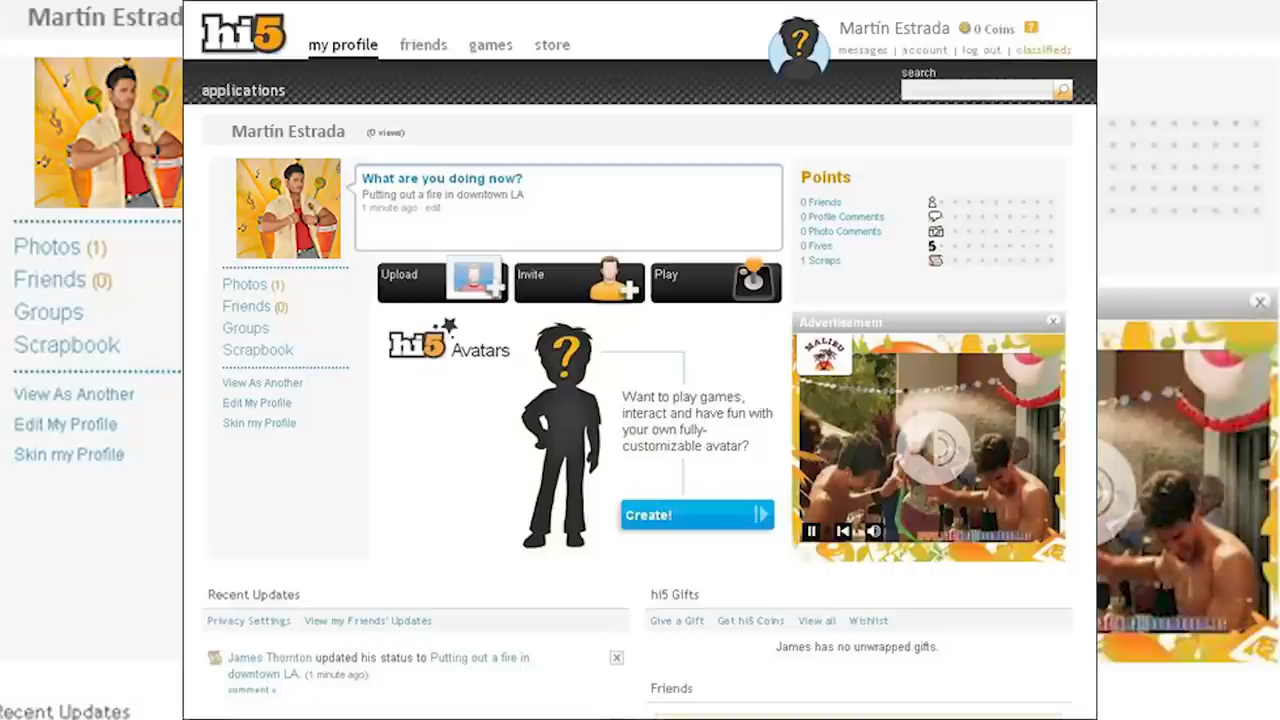 Martín Estrad
hi5
my profile
friends
games
store
Martín Estrada
0 Coins
?
messages | account | log out | classifieds
applications
search
Martín Estrada
(0 views)
What are you doing now?
Putting out a fire in downtown LA
1 minute ago · edit
Points
0 Friends
0 Profile Comments
0 Photo Comments
0 Fives
5
1 Scraps
Upload
Invite
Play
Photos (1)
Friends (0)
Groups
Scrapbook
View As Another
Edit My Profile
Skin my Profile
hi5 Avatars
?
Want to play games,
interact and have fun with
your own fully-
customizable avatar?
Create!
Advertisement
MALIBU
Photos (1)
Friends (0)
Groups
Scrapbook
View As Another
Edit My Profile
Skin my Profile
Recent Updates
Privacy Settings
View my Friends' Updates
James Thornton updated his status to Putting out a fire in
downtown LA. (1 minute ago)
comment »
hi5 Gifts
Give a Gift
Get hi5 Coins
View all
Wishlist
James has no unwrapped gifts.
Friends
Recent Updates